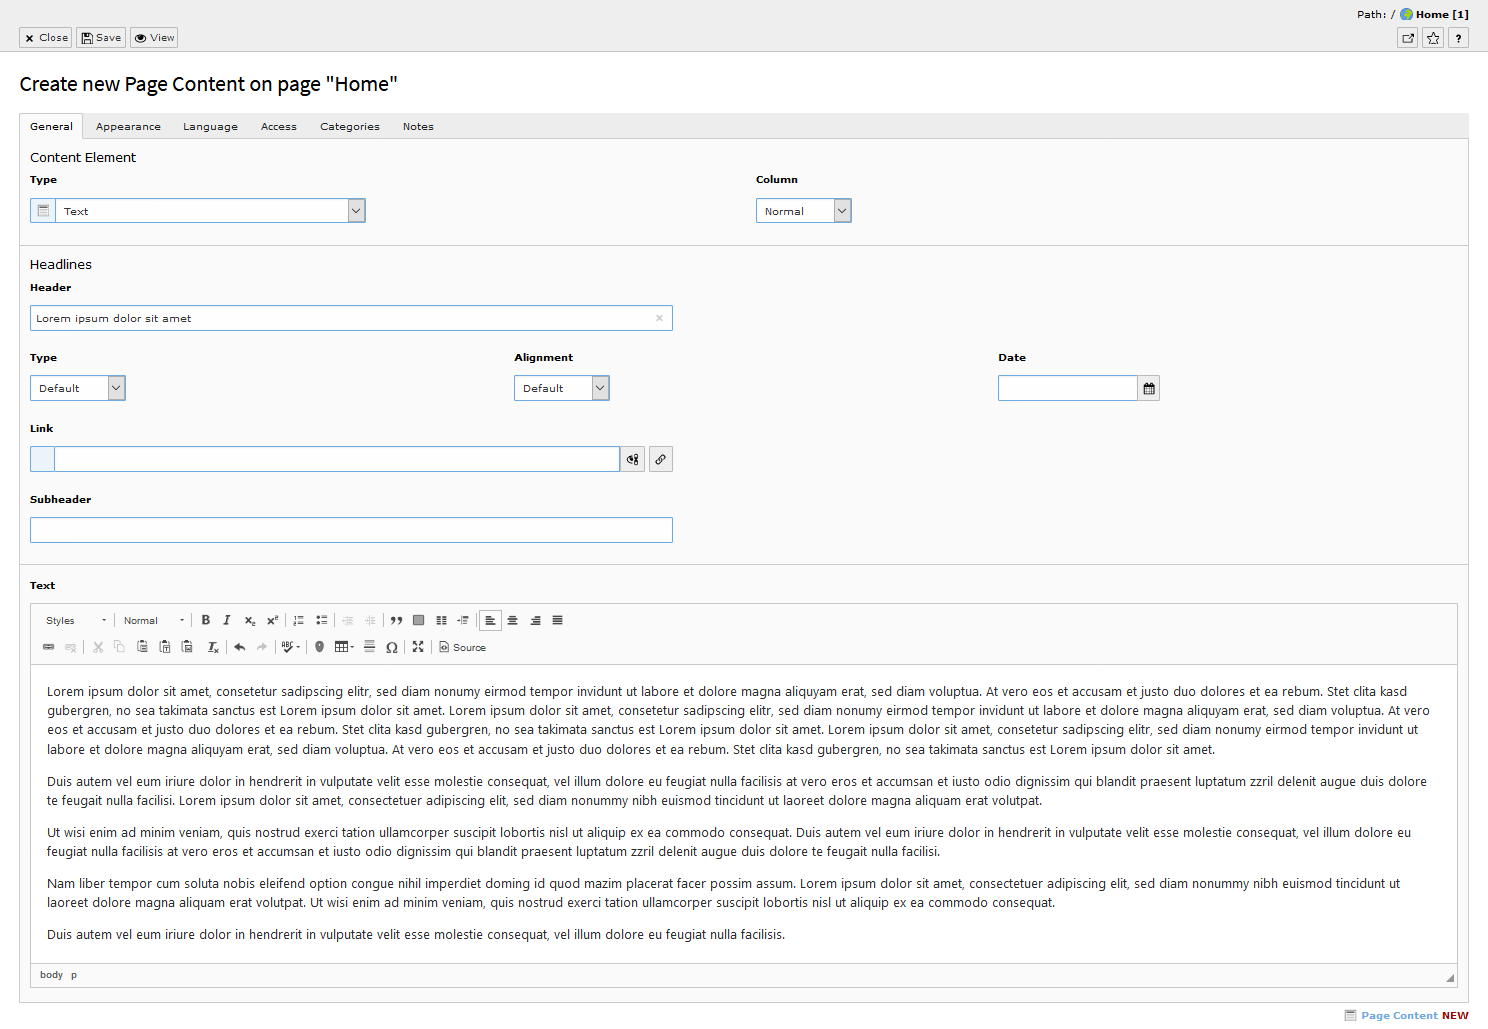 Path: / Home [1]
Close Save View ?
Create new Page Content on page "Home"
General Appearance Language Access Categories Notes
Content Element
Type Column
Text Normal
Headlines
Header
Lorem ipsum dolor sit amet
Type Alignment Date
Default Default
Link
Subheader
Text
Styles Normal B I x₂ x²
ABC Ω Source
Lorem ipsum dolor sit amet, consetetur sadipscing elitr, sed diam nonumy eirmod tempor invidunt ut labore et dolore magna aliquyam erat, sed diam voluptua. At vero eos et accusam et justo duo dolores et ea rebum. Stet clita kasd
gubergren, no sea takimata sanctus est Lorem ipsum dolor sit amet. Lorem ipsum dolor sit amet, consetetur sadipscing elitr, sed diam nonumy eirmod tempor invidunt ut labore et dolore magna aliquyam erat, sed diam voluptua. At vero
eos et accusam et justo duo dolores et ea rebum. Stet clita kasd gubergren, no sea takimata sanctus est Lorem ipsum dolor sit amet. Lorem ipsum dolor sit amet, consetetur sadipscing elitr, sed diam nonumy eirmod tempor invidunt ut
labore et dolore magna aliquyam erat, sed diam voluptua. At vero eos et accusam et justo duo dolores et ea rebum. Stet clita kasd gubergren, no sea takimata sanctus est Lorem ipsum dolor sit amet.
Duis autem vel eum iriure dolor in hendrerit in vulputate velit esse molestie consequat, vel illum dolore eu feugiat nulla facilisis at vero eros et accumsan et iusto odio dignissim qui blandit praesent luptatum zzril delenit augue duis dolore
te feugait nulla facilisi. Lorem ipsum dolor sit amet, consectetuer adipiscing elit, sed diam nonummy nibh euismod tincidunt ut laoreet dolore magna aliquam erat volutpat.
Ut wisi enim ad minim veniam, quis nostrud exerci tation ullamcorper suscipit lobortis nisl ut aliquip ex ea commodo consequat. Duis autem vel eum iriure dolor in hendrerit in vulputate velit esse molestie consequat, vel illum dolore eu
feugiat nulla facilisis at vero eros et accumsan et iusto odio dignissim qui blandit praesent luptatum zzril delenit augue duis dolore te feugait nulla facilisi.
Nam liber tempor cum soluta nobis eleifend option congue nihil imperdiet doming id quod mazim placerat facer possim assum. Lorem ipsum dolor sit amet, consectetuer adipiscing elit, sed diam nonummy nibh euismod tincidunt ut
laoreet dolore magna aliquam erat volutpat. Ut wisi enim ad minim veniam, quis nostrud exerci tation ullamcorper suscipit lobortis nisl ut aliquip ex ea commodo consequat.
Duis autem vel eum iriure dolor in hendrerit in vulputate velit esse molestie consequat, vel illum dolore eu feugiat nulla facilisis.
body p
Page Content NEW